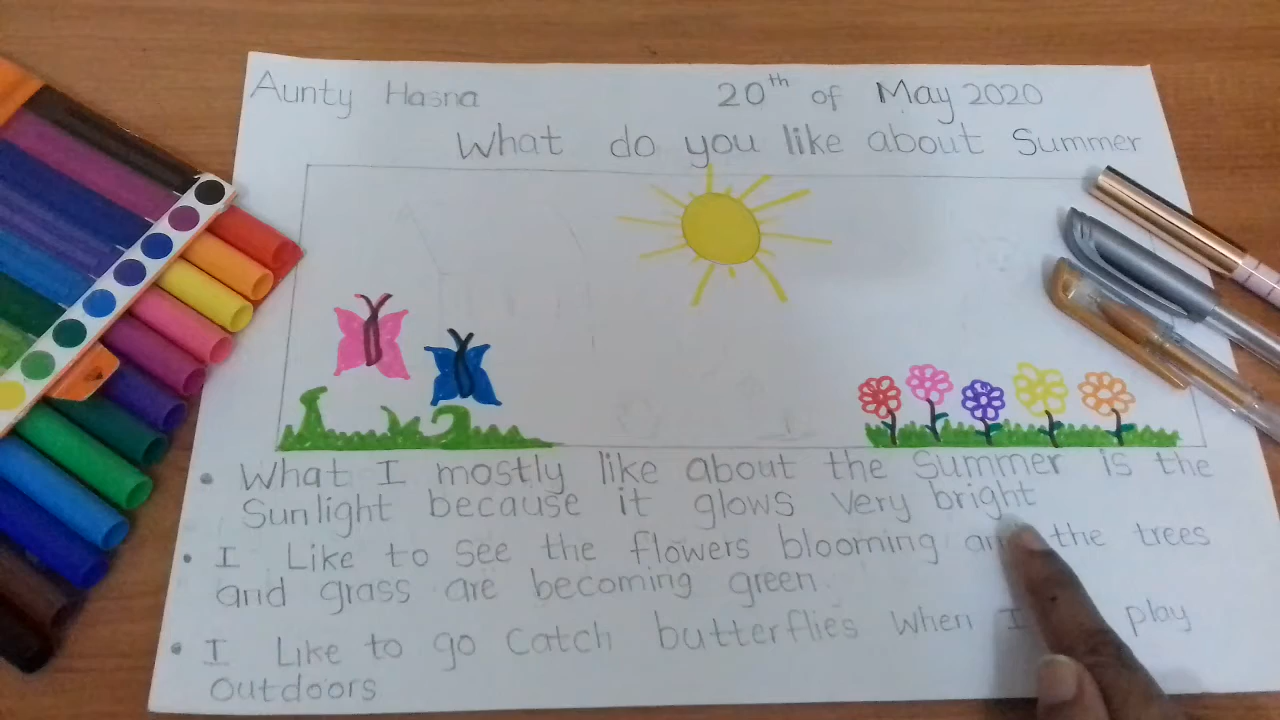 Aunty Hasna 20th of May 2020
What do you like about Summer
• What I mostly like about the Summer is the
Sunlight because it glows very bright
• I Like to see the flowers blooming the trees
and grass are becoming green.
• I Like to go Catch butterflies when I play
outdoors